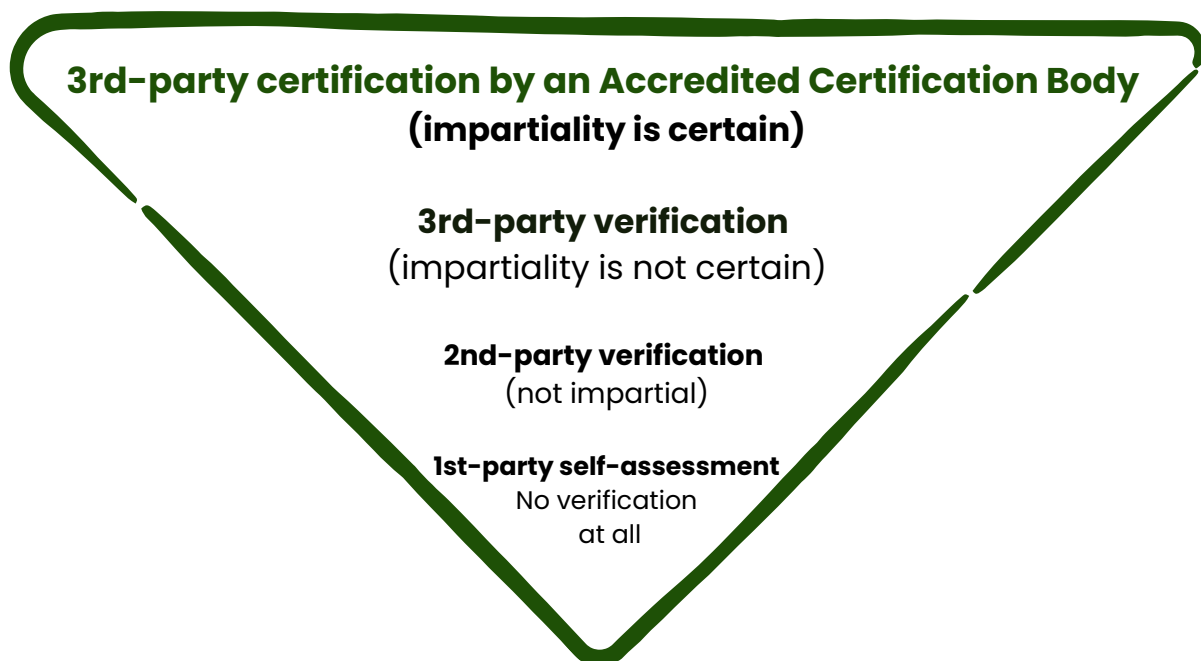 3rd-party certification by an Accredited Certification Body
(impartiality is certain)
3rd-party verification
(impartiality is not certain)
2nd-party verification
(not impartial)
1st-party self-assessment
No verification
at all